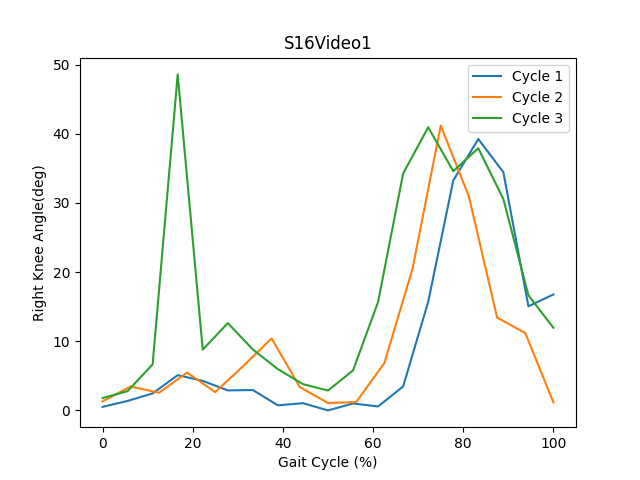 S16Video1
Cycle 1
Cycle 2
Cycle 3
Right Knee Angle(deg)
50
40
30
20
10
0
0 20 40 60 80 100
Gait Cycle (%)